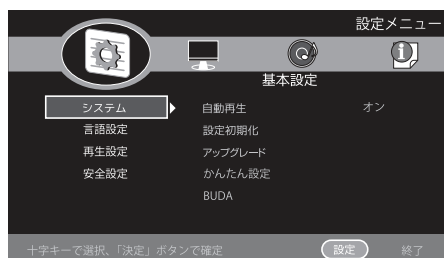 設定メニュー
基本設定
システム
自動再生 オン
言語設定
設定初期化
再生設定
アップグレード
安全設定
かんたん設定
BUDA
十字キーで選択、「決定」ボタンで確定 設定 終了